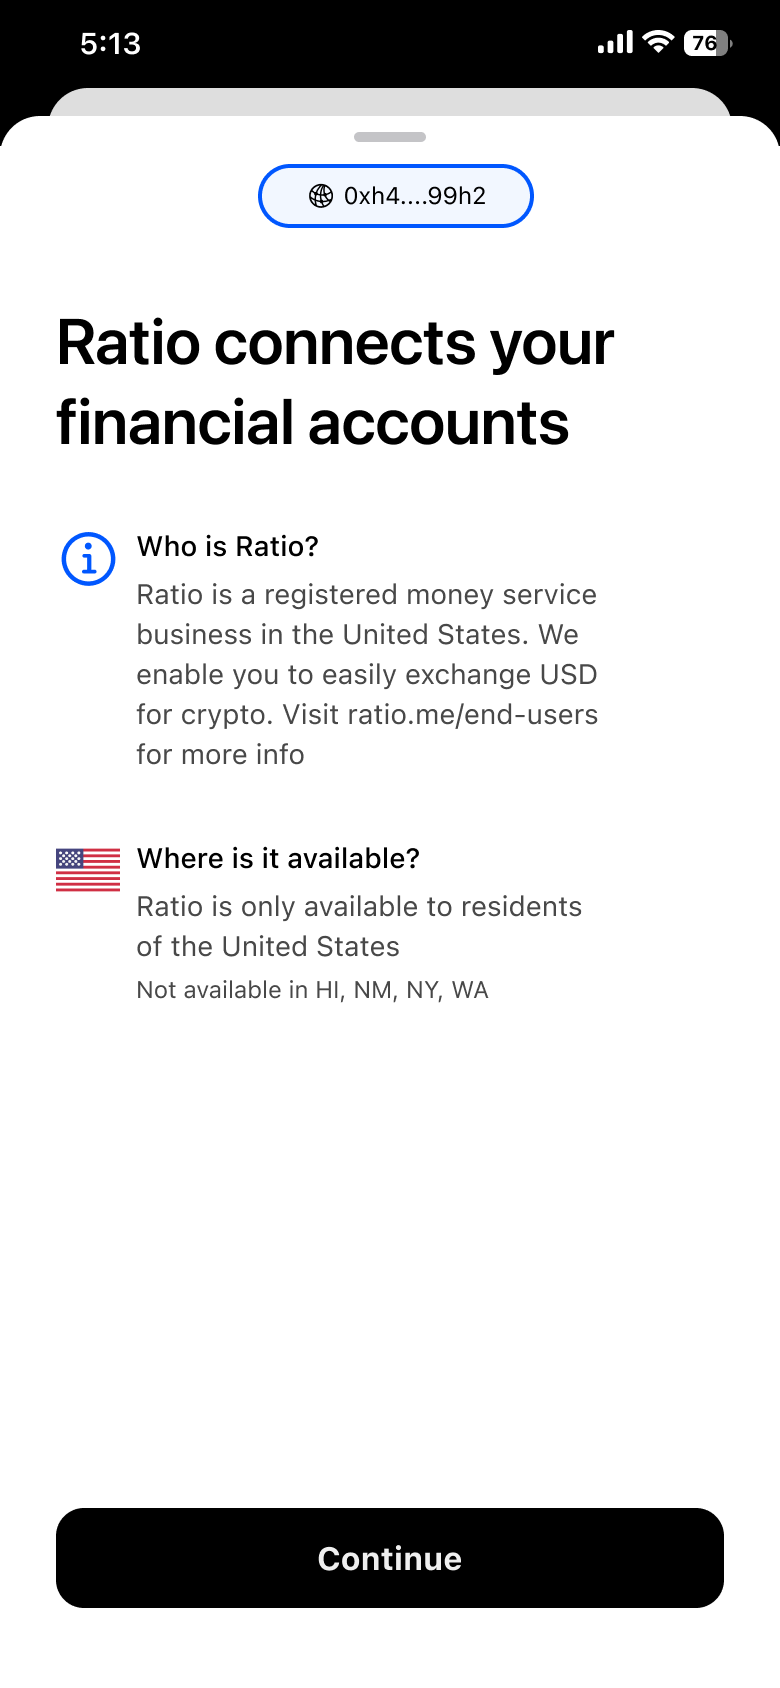 5:13
76
0xh4....99h2
Ratio connects your
financial accounts
Who is Ratio?
Ratio is a registered money service
business in the United States. We
enable you to easily exchange USD
for crypto. Visit ratio.me/end-users
for more info
Where is it available?
Ratio is only available to residents
of the United States
Not available in HI, NM, NY, WA
Continue